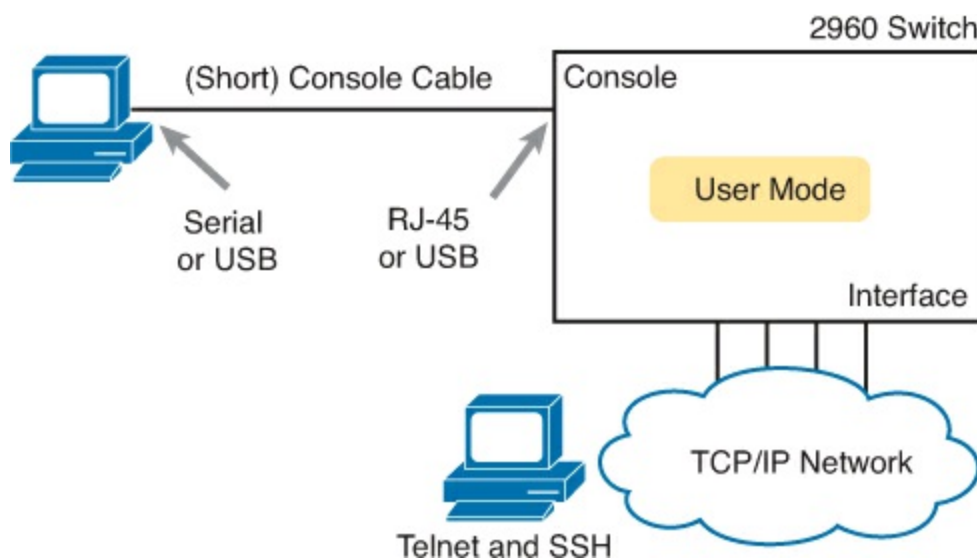 2960 Switch
(Short) Console Cable
Console
User Mode
Serial
or USB
RJ-45
or USB
Interface
TCP/IP Network
Telnet and SSH